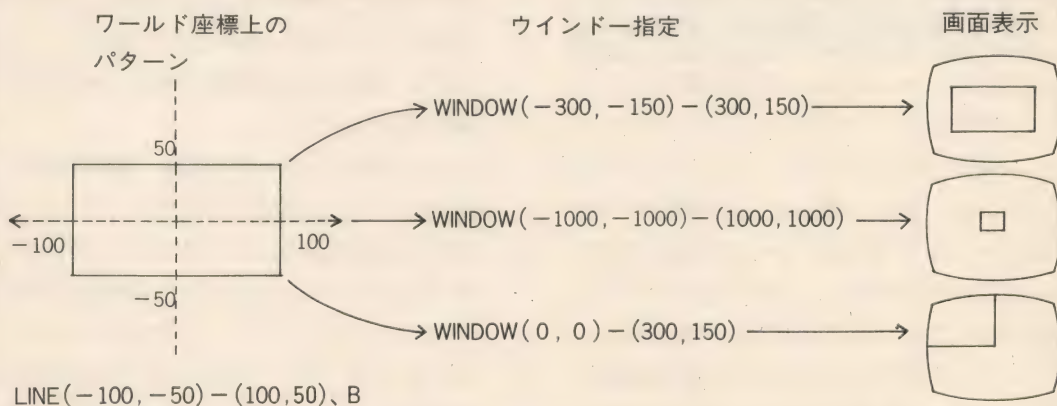 ワールド座標上の
パターン
ウインドー指定
画面表示
WINDOW(−300, −150)−(300, 150)
50
WINDOW(−1000, −1000)−(1000, 1000)
−100
100
−50
WINDOW(0, 0)−(300, 150)
LINE(−100, −50)−(100, 50)、B